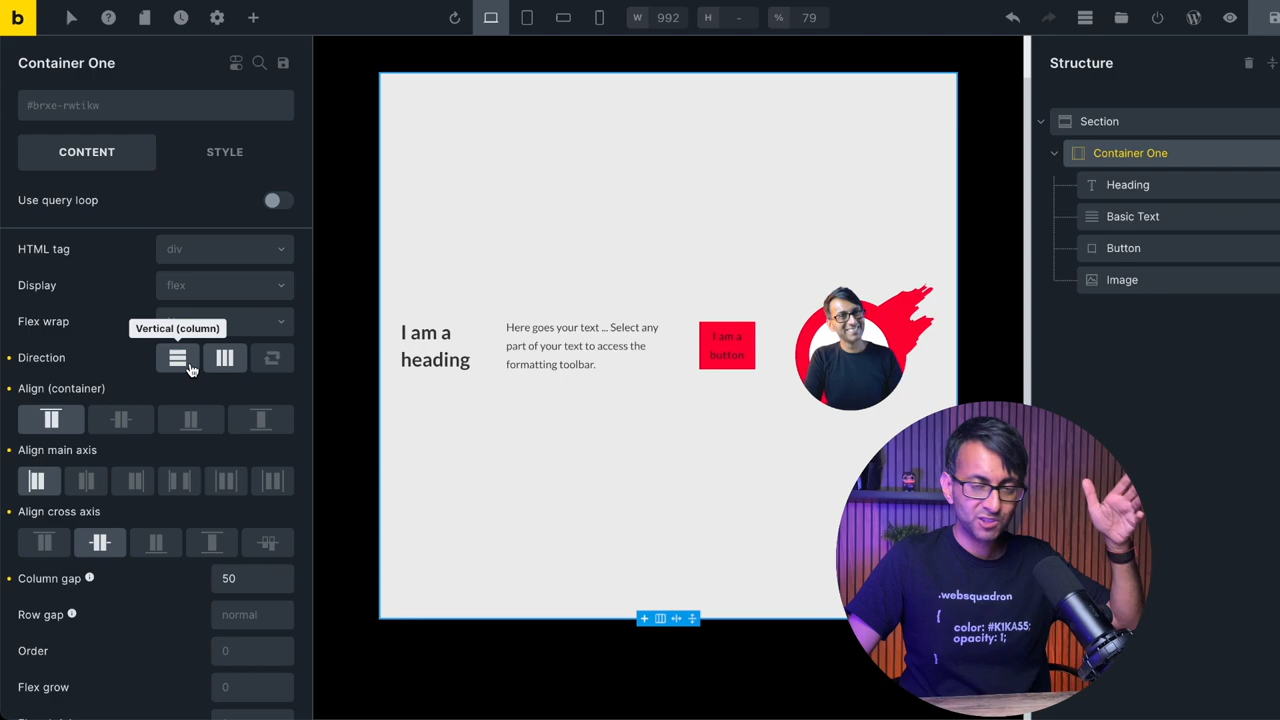 b
W 992
H -
% 79
Container One
#brxe-rwtikw
CONTENT
STYLE
Use query loop
HTML tag
div
Display
flex
Flex wrap
Vertical (column)
Direction
Align (container)
Align main axis
Align cross axis
Column gap
50
Row gap
normal
Order
0
Flex grow
0
I am a
heading
Here goes your text ... Select any
part of your text to access the
formatting toolbar.
I am a
button
Structure
Section
Container One
Heading
Basic Text
Button
Image
.websquadron
{
color: #K1KA55;
opacity: 1;
}